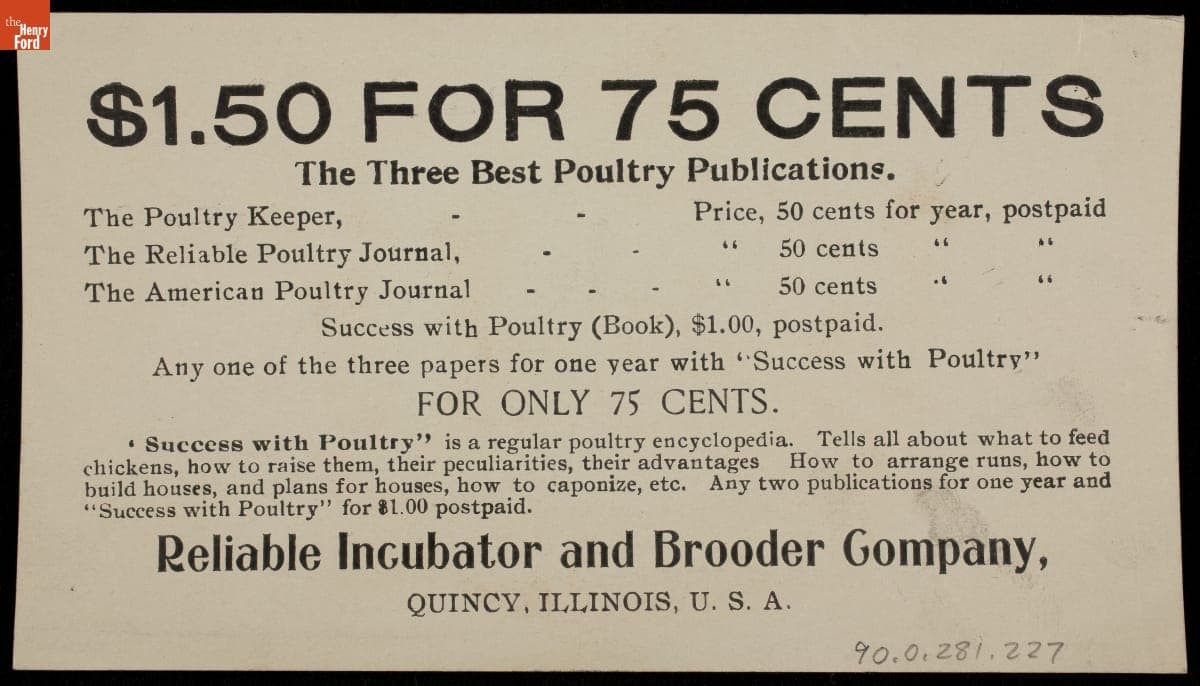 the
Henry
Ford
$1.50 FOR 75 CENTS
The Three Best Poultry Publications.
The Poultry Keeper, - - Price, 50 cents for year, postpaid
The Reliable Poultry Journal, - - “ 50 cents “ “
The American Poultry Journal - - - “ 50 cents “ “
Success with Poultry (Book), $1.00, postpaid.
Any one of the three papers for one year with “Success with Poultry”
FOR ONLY 75 CENTS.
‘ Success with Poultry” is a regular poultry encyclopedia. Tells all about what to feed
chickens, how to raise them, their peculiarities, their advantages How to arrange runs, how to
build houses, and plans for houses, how to caponize, etc. Any two publications for one year and
“Success with Poultry” for $1.00 postpaid.
Reliable Incubator and Brooder Company,
QUINCY, ILLINOIS, U. S. A.
90.0.281.227